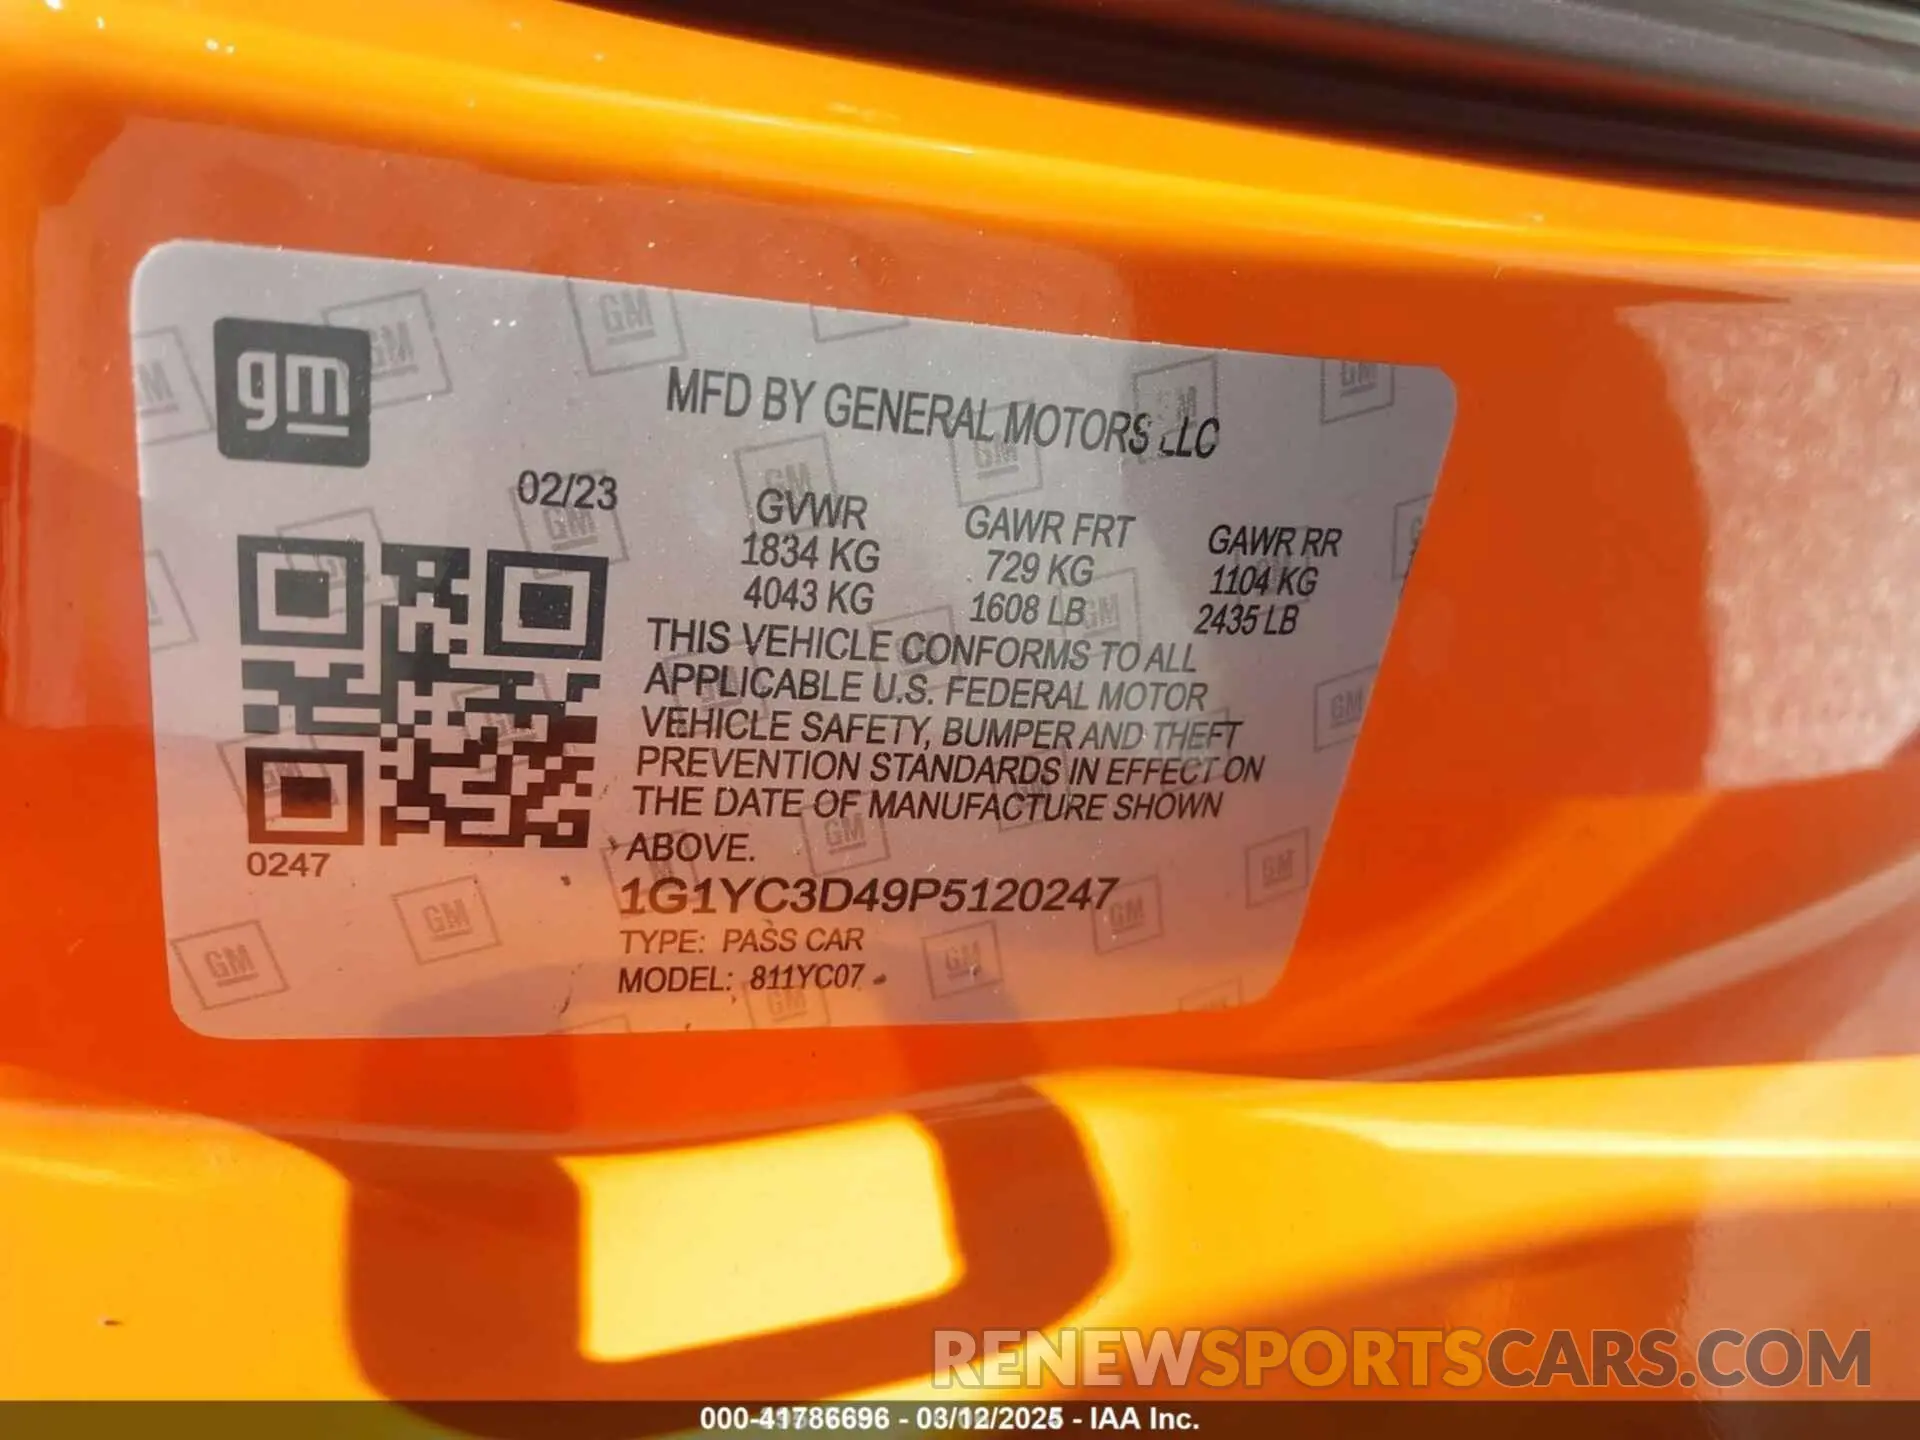 gm
MFD BY GENERAL MOTORS LLC
02/23
GVWR GAWR FRT GAWR RR
1834 KG 729 KG 1104 KG
4043 KG 1608 LB 2435 LB
THIS VEHICLE CONFORMS TO ALL
APPLICABLE U.S. FEDERAL MOTOR
VEHICLE SAFETY, BUMPER AND THEFT
PREVENTION STANDARDS IN EFFECT ON
THE DATE OF MANUFACTURE SHOWN
ABOVE.
0247
1G1YC3D49P5120247
TYPE: PASS CAR
MODEL: 811YC07
RENEWSPORTSCARS.COM
000-41786696 - 03/12/2025 - IAA Inc.